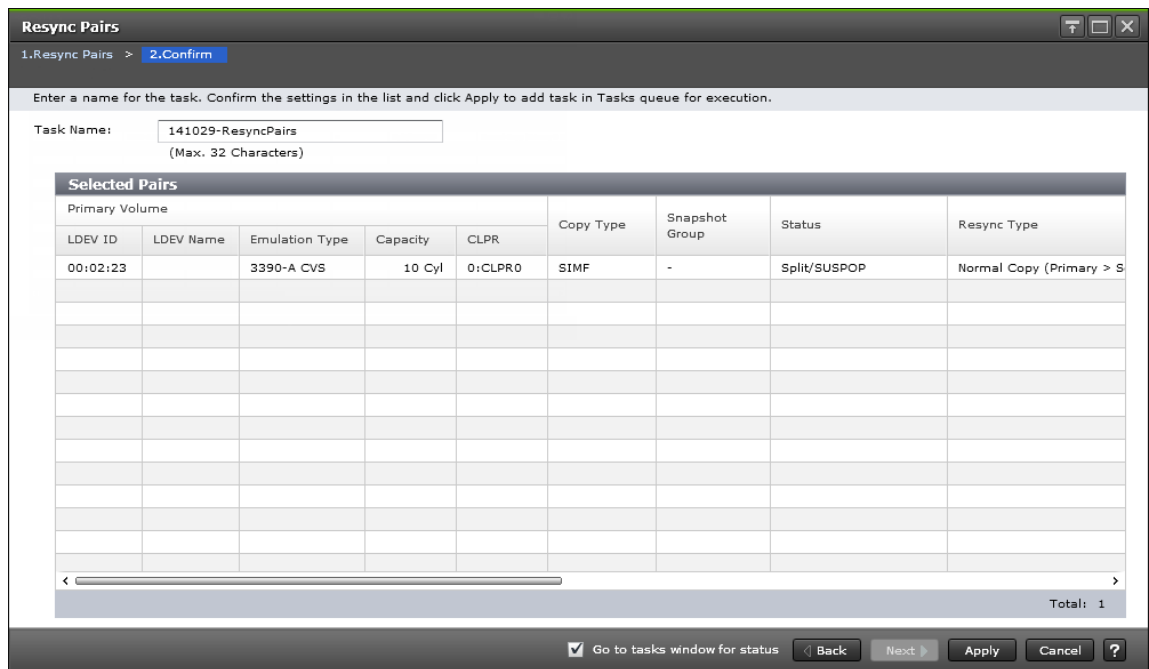 Resync Pairs
1.Resync Pairs > 2.Confirm
Enter a name for the task. Confirm the settings in the list and click Apply to add task in Tasks queue for execution.
Task Name: 141029-ResyncPairs
(Max. 32 Characters)
Selected Pairs
Primary Volume Copy Type Snapshot Group Status Resync Type
LDEV ID LDEV Name Emulation Type Capacity CLPR
00:02:23 3390-A CVS 10 Cyl 0:CLPR0 SIMF - Split/SUSPOP Normal Copy (Primary > S
Total: 1
Go to tasks window for status Back Next Apply Cancel ?